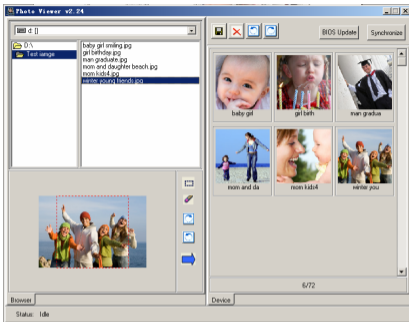 Photo Viewer v2.24
d: []
D:\
Test iamge
baby girl smiling.jpg
girl birthday.jpg
man graduate.jpg
mom and daughter beach.jpg
mom kids4.jpg
winter young friends.jpg
BIOS Update
Synchronize
baby girl
girl birth
man gradua
mom and da
mom kids4
winter you
6/72
Browser
Device
Status: Idle